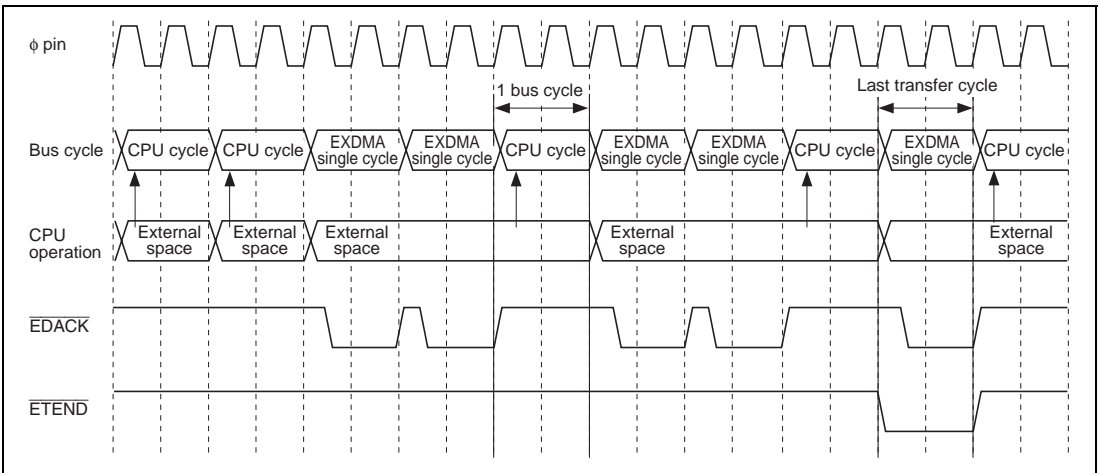 φ pin
1 bus cycle
Last transfer cycle
Bus cycle
CPU cycle
CPU cycle
EXDMA
single cycle
EXDMA
single cycle
CPU cycle
EXDMA
single cycle
EXDMA
single cycle
CPU cycle
EXDMA
single cycle
CPU cycle
CPU
operation
External
space
External
space
External
space
External
space
External
space
EDACK
ETEND